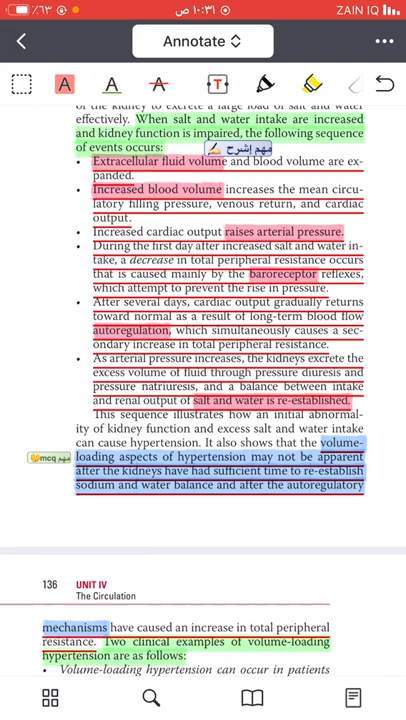 ٪٦٣ ١٠:٣١ ص ZAIN IQ
Annotate
A A A T
of the kidney to excrete a large load of salt and water
effectively. When salt and water intake are increased
and kidney function is impaired, the following sequence
of events occurs:
مهم إشرح
• Extracellular fluid volume and blood volume are ex-
panded.
• Increased blood volume increases the mean circu-
latory filling pressure, venous return, and cardiac
output.
• Increased cardiac output raises arterial pressure.
• During the first day after increased salt and water in-
take, a decrease in total peripheral resistance occurs
that is caused mainly by the baroreceptor reflexes,
which attempt to prevent the rise in pressure.
• After several days, cardiac output gradually returns
toward normal as a result of long-term blood flow
autoregulation, which simultaneously causes a sec-
ondary increase in total peripheral resistance.
• As arterial pressure increases, the kidneys excrete the
excess volume of fluid through pressure diuresis and
pressure natriuresis, and a balance between intake
and renal output of salt and water is re-established.
This sequence illustrates how an initial abnormal-
ity of kidney function and excess salt and water intake
can cause hypertension. It also shows that the volume-
مهم mcq
loading aspects of hypertension may not be apparent
after the kidneys have had sufficient time to re-establish
sodium and water balance and after the autoregulatory
136 UNIT IV
The Circulation
mechanisms have caused an increase in total peripheral
resistance. Two clinical examples of volume-loading
hypertension are as follows:
• Volume-loading hypertension can occur in patients